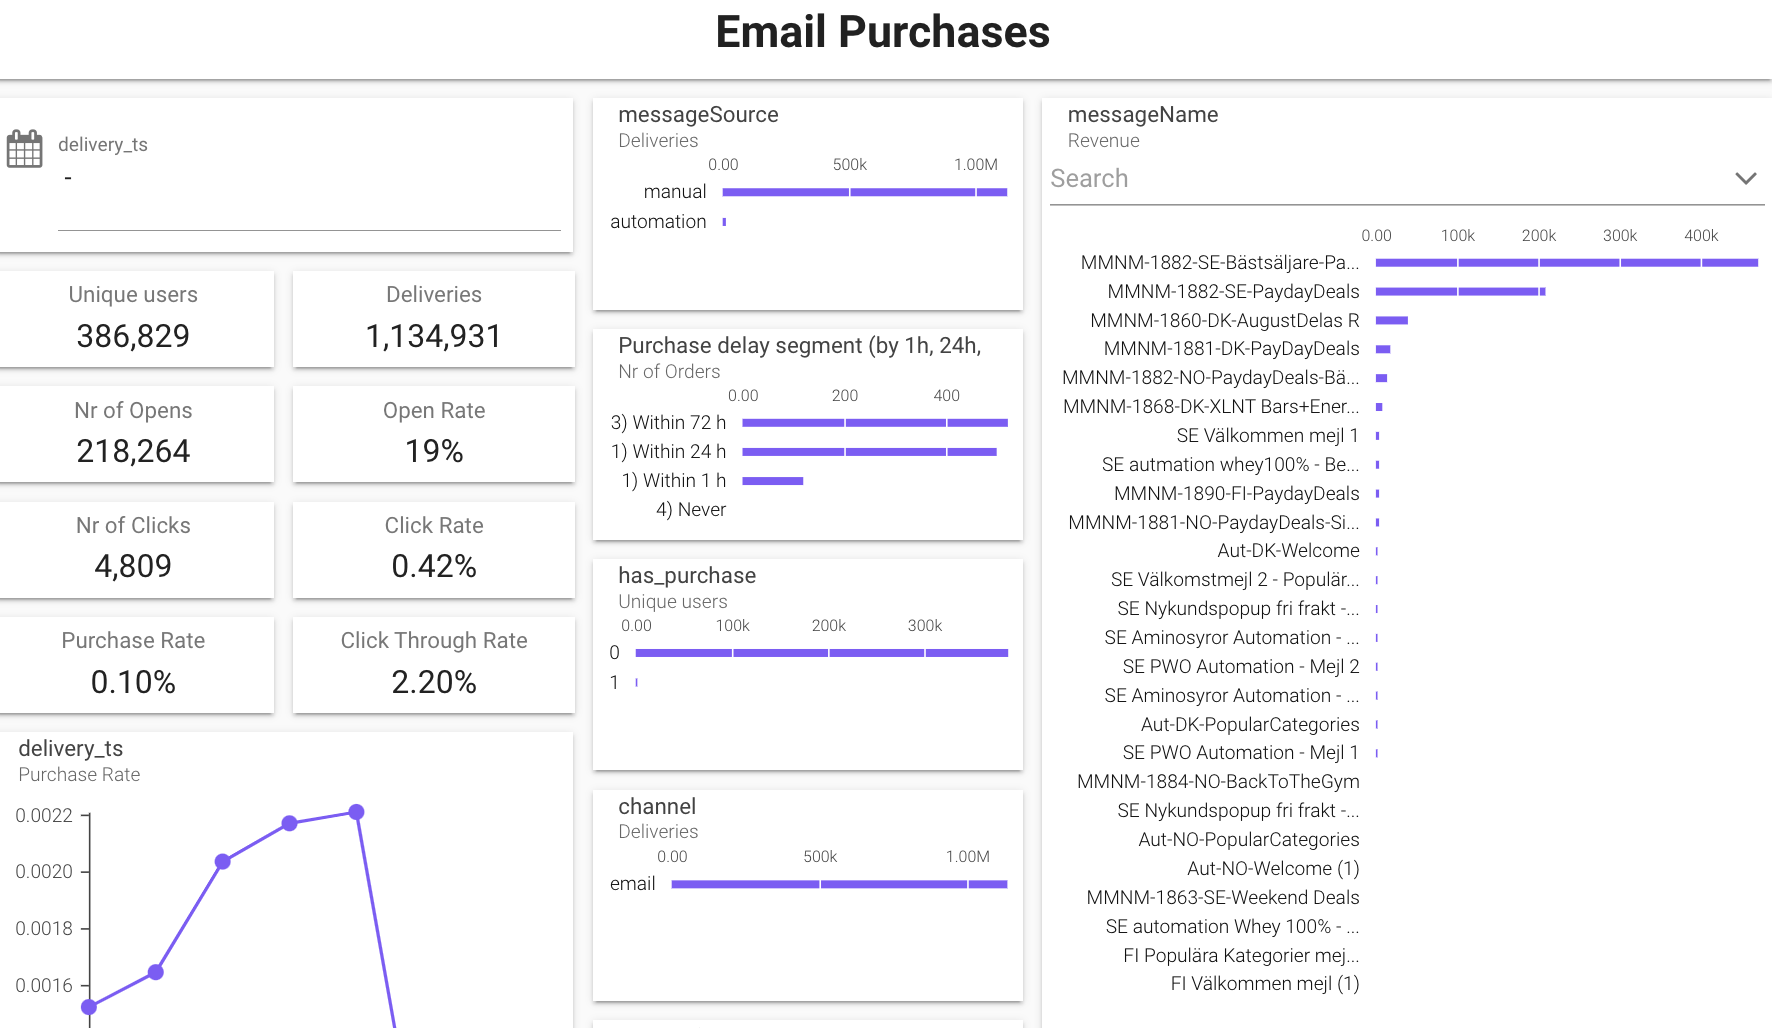 Email Purchases
delivery_ts
-
Unique users
386,829
Deliveries
1,134,931
Nr of Opens
218,264
Open Rate
19%
Nr of Clicks
4,809
Click Rate
0.42%
Purchase Rate
0.10%
Click Through Rate
2.20%
delivery_ts
Purchase Rate
0.0022
0.0020
0.0018
0.0016
messageSource
Deliveries
0.00 500k 1.00M
manual
automation
Purchase delay segment (by 1h, 24h,
Nr of Orders
0.00 200 400
3) Within 72 h
1) Within 24 h
1) Within 1 h
4) Never
has_purchase
Unique users
0.00 100k 200k 300k
0
1
channel
Deliveries
0.00 500k 1.00M
email
messageName
Revenue
Search
0.00 100k 200k 300k 400k
MMNM-1882-SE-Bästsäljare-Pa...
MMNM-1882-SE-PaydayDeals
MMNM-1860-DK-AugustDelas R
MMNM-1881-DK-PayDayDeals
MMNM-1882-NO-PaydayDeals-Bä...
MMNM-1868-DK-XLNT Bars+Ener...
SE Välkommen mejl 1
SE autmation whey100% - Be...
MMNM-1890-FI-PaydayDeals
MMNM-1881-NO-PaydayDeals-Si...
Aut-DK-Welcome
SE Välkomstmejl 2 - Populär...
SE Nykundspopup fri frakt -...
SE Aminosyror Automation - ...
SE PWO Automation - Mejl 2
SE Aminosyror Automation - ...
Aut-DK-PopularCategories
SE PWO Automation - Mejl 1
MMNM-1884-NO-BackToTheGym
SE Nykundspopup fri frakt -...
Aut-NO-PopularCategories
Aut-NO-Welcome (1)
MMNM-1863-SE-Weekend Deals
SE automation Whey 100% - ...
FI Populära Kategorier mej...
FI Välkommen mejl (1)